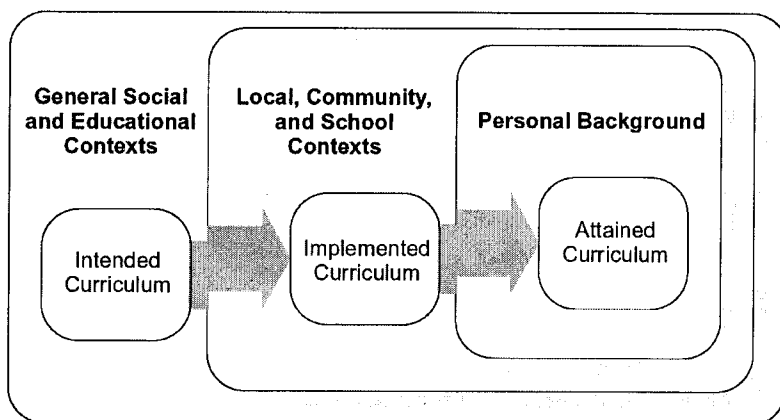 General Social
and Educational
Contexts
Local, Community,
and School
Contexts
Personal Background
Intended
Curriculum
Implemented
Curriculum
Attained
Curriculum